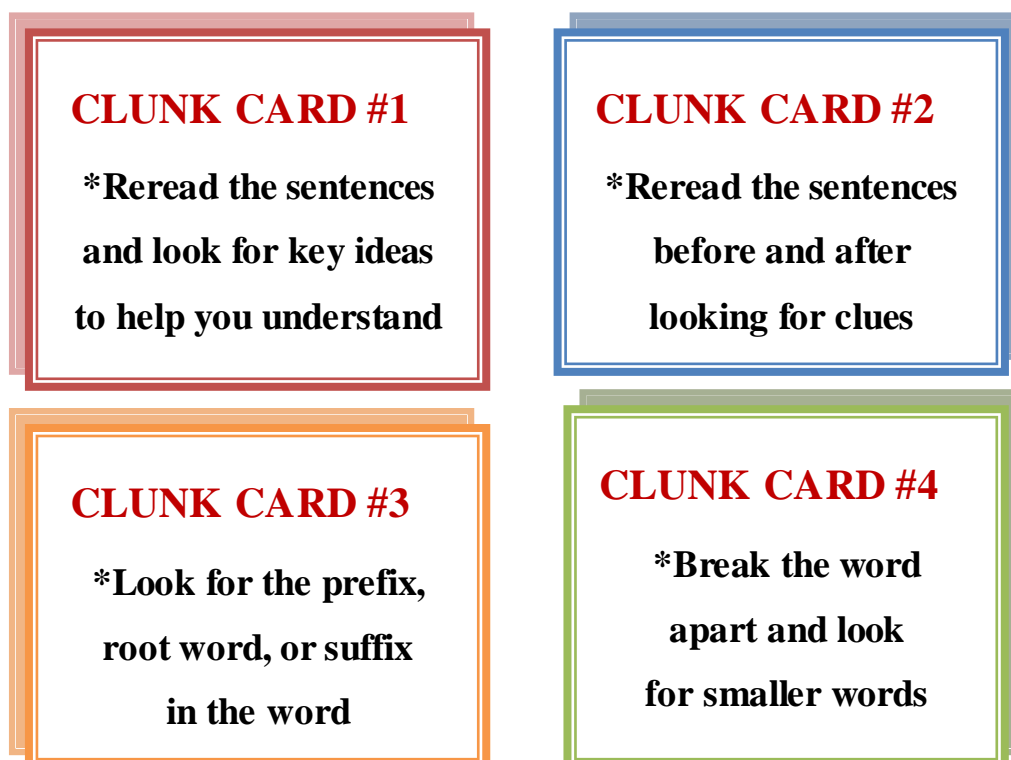 CLUNK CARD #1
*Reread the sentences
and look for key ideas
to help you understand
CLUNK CARD #2
*Reread the sentences
before and after
looking for clues
CLUNK CARD #3
*Look for the prefix,
root word, or suffix
in the word
CLUNK CARD #4
*Break the word
apart and look
for smaller words